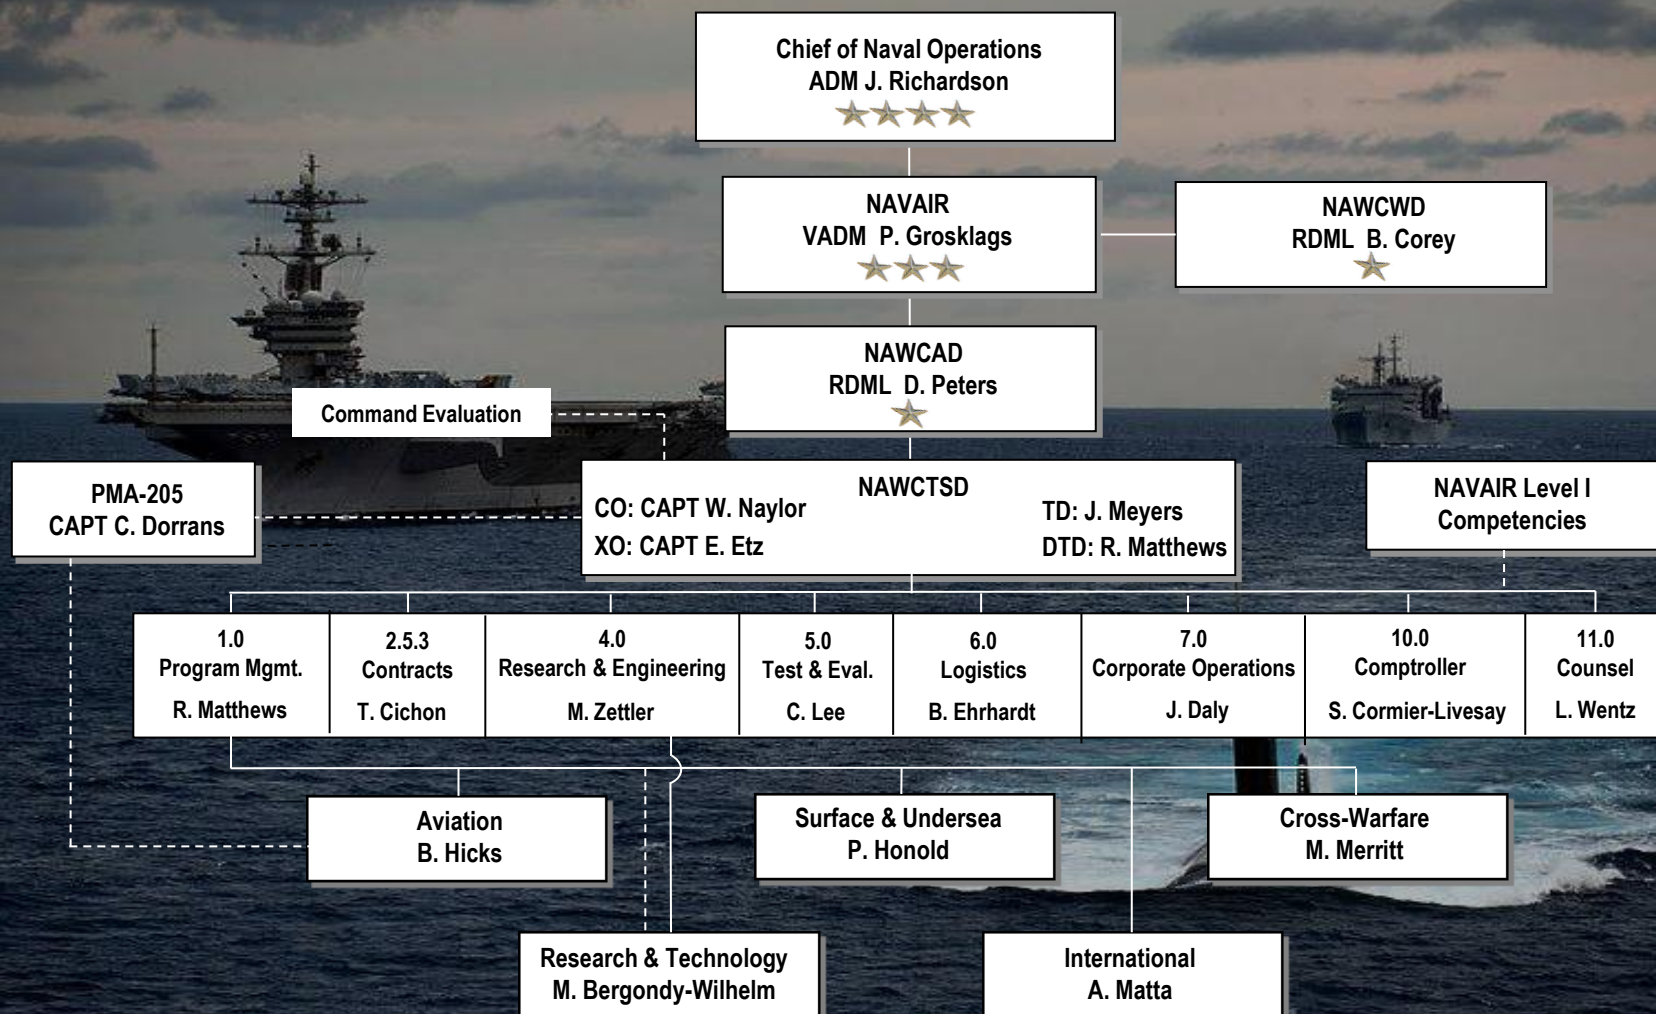 Chief of Naval Operations
ADM J. Richardson
NAVAIR
VADM P. Grosklags
NAWCWD
RDML B. Corey
NAWCAD
RDML D. Peters
Command Evaluation
PMA-205
CAPT C. Dorrans
NAWCTSD
CO: CAPT W. Naylor
TD: J. Meyers
XO: CAPT E. Etz
DTD: R. Matthews
NAVAIR Level I
Competencies
1.0
Program Mgmt.
R. Matthews
2.5.3
Contracts
T. Cichon
4.0
Research & Engineering
M. Zettler
5.0
Test & Eval.
C. Lee
6.0
Logistics
B. Ehrhardt
7.0
Corporate Operations
J. Daly
10.0
Comptroller
S. Cormier-Livesay
11.0
Counsel
L. Wentz
Aviation
B. Hicks
Surface & Undersea
P. Honold
Cross-Warfare
M. Merritt
Research & Technology
M. Bergondy-Wilhelm
International
A. Matta